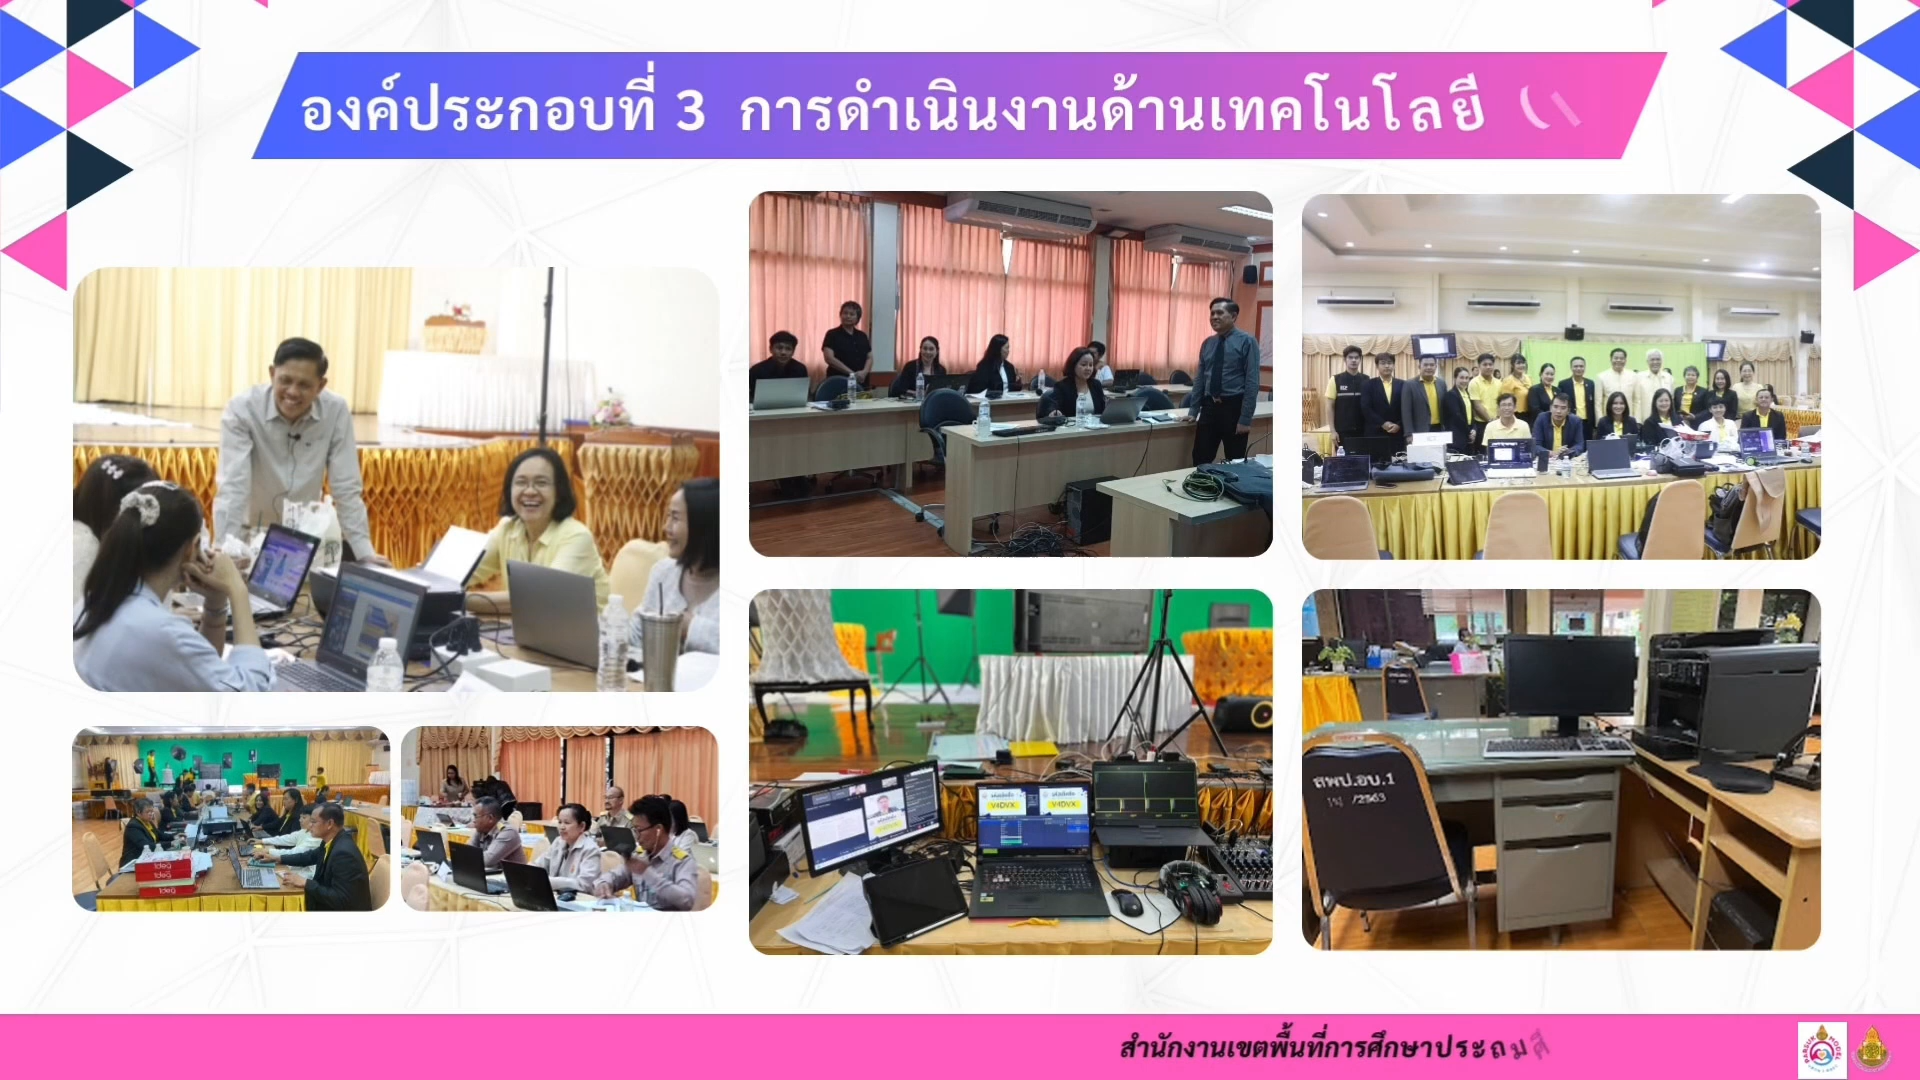 องค์ประกอบที่ 3 การดำเนินงานด้านเทคโนโลยี
V4DVX
V4DVX
สพป.อบ.1
/2563
สำนักงานเขตพื้นที่การศึกษาประถมศึ